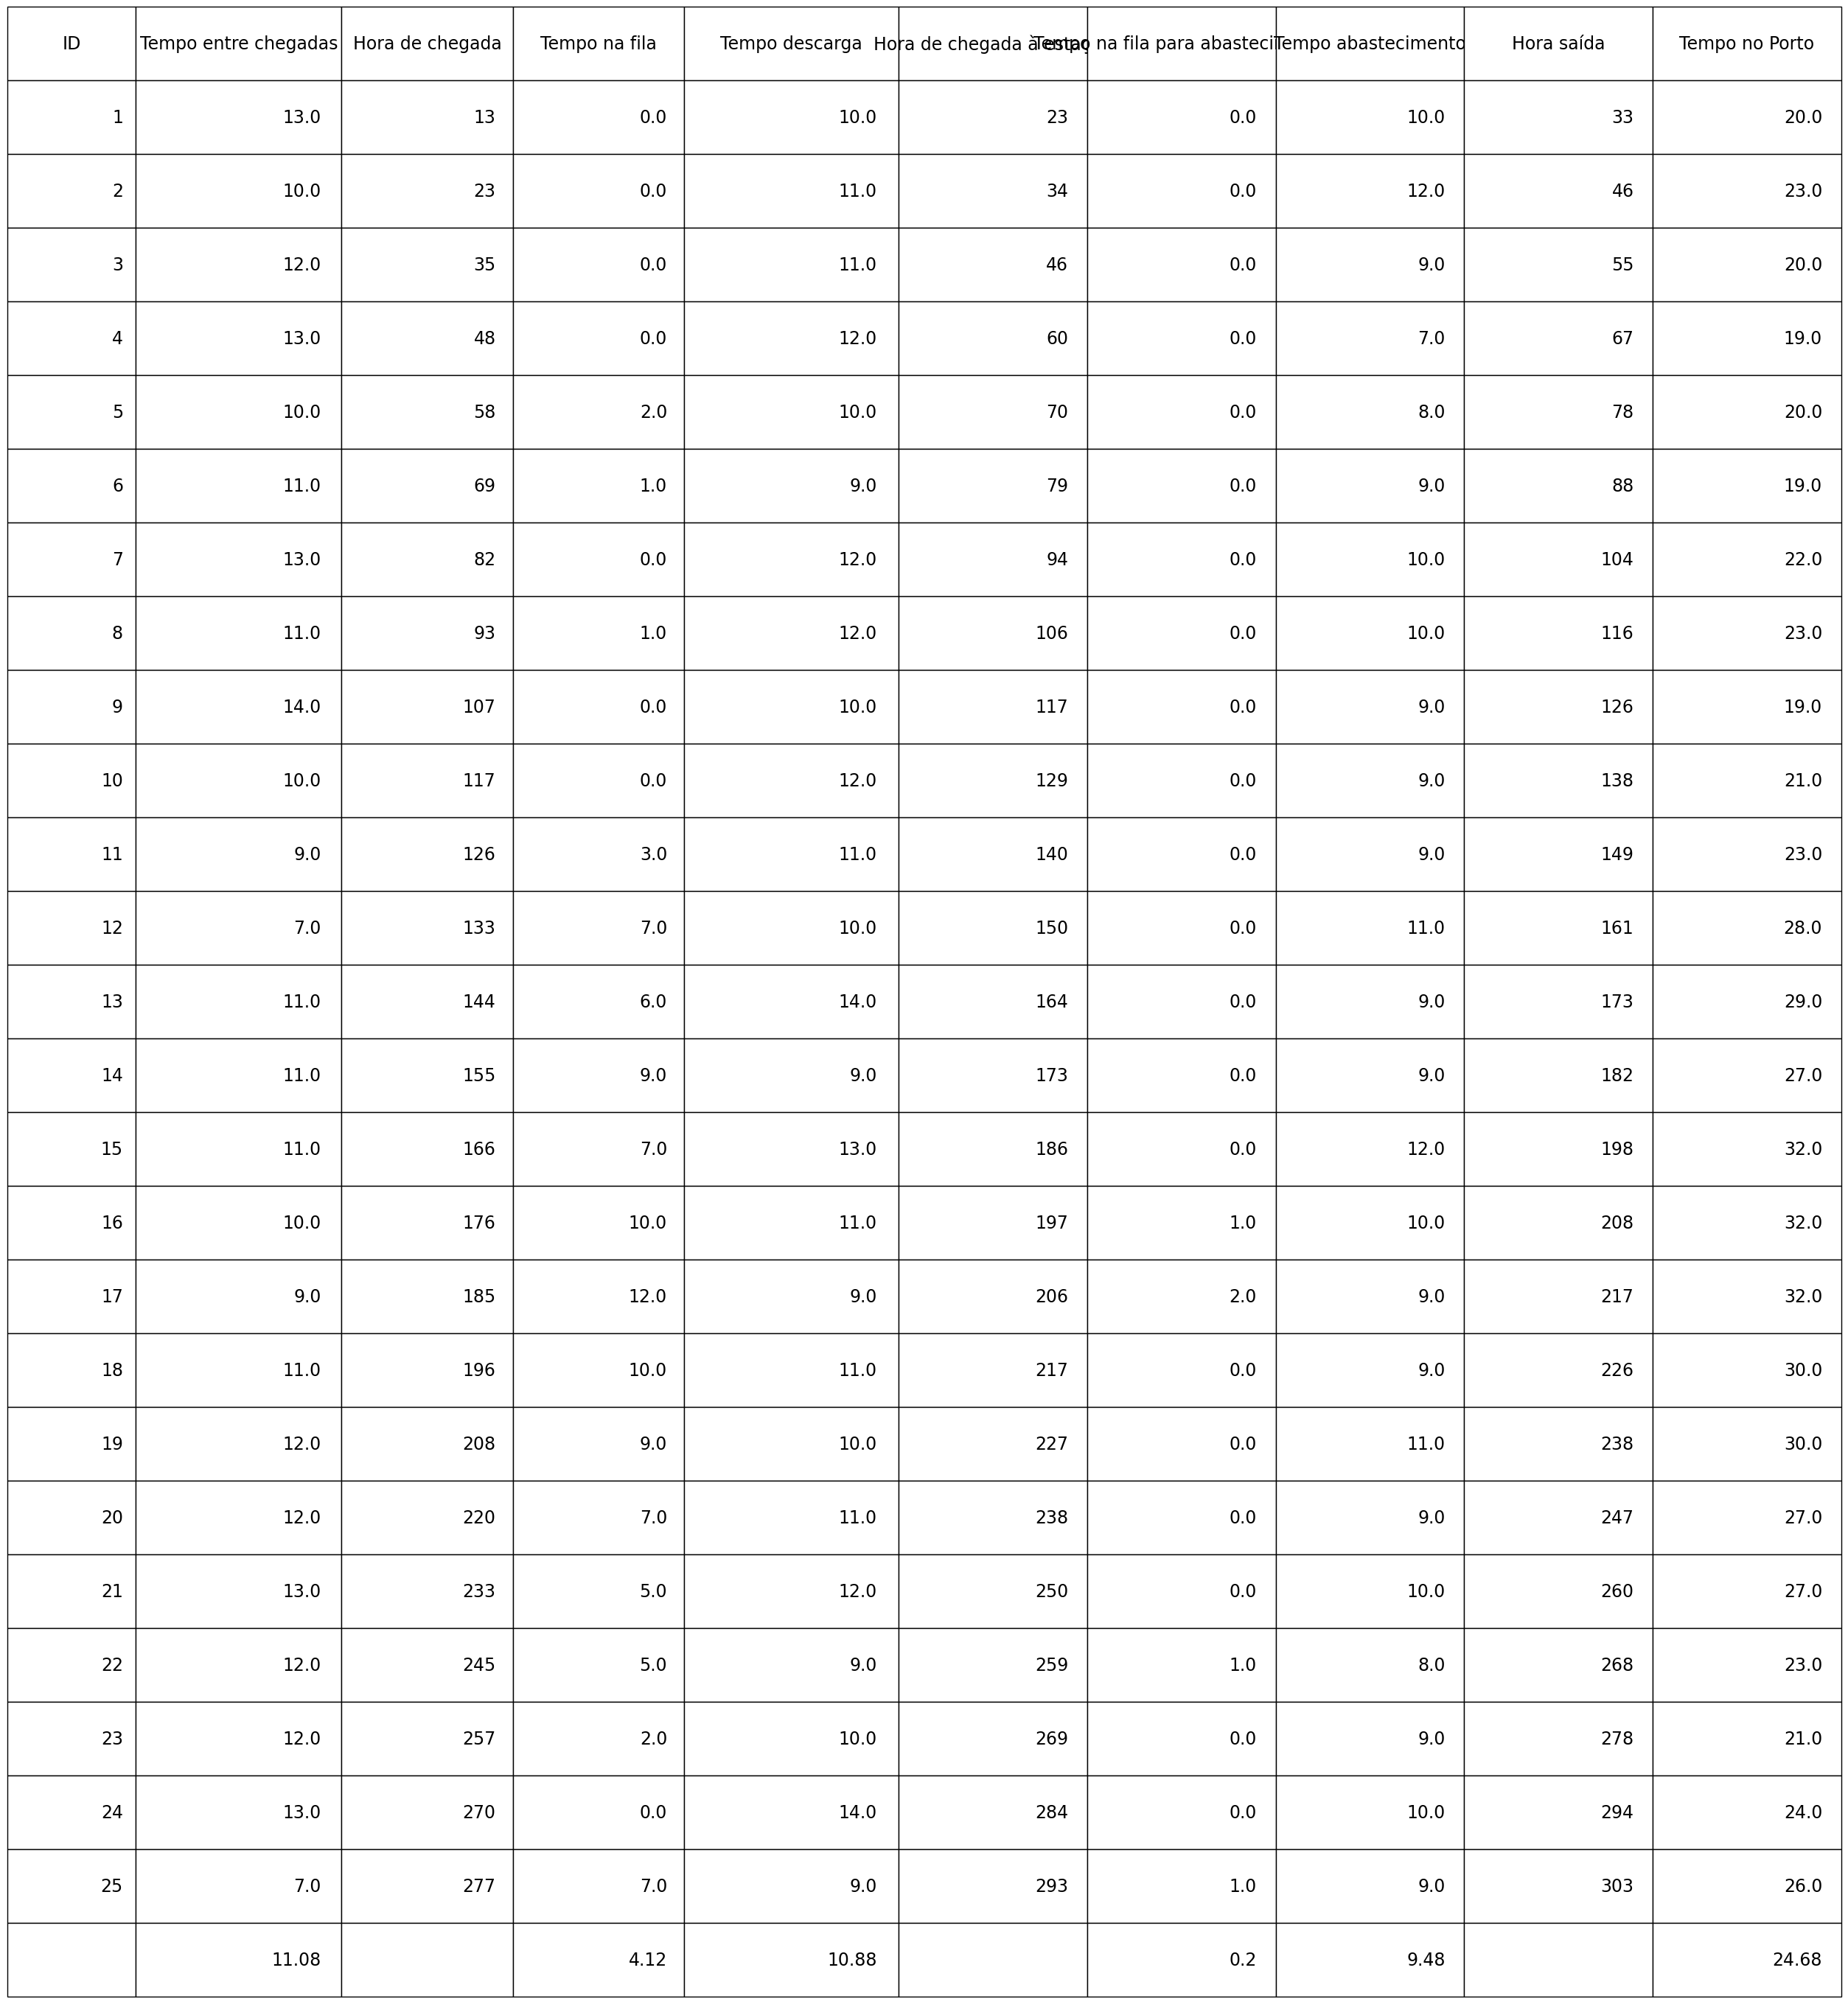 ID Tempo entre chegadas Hora de chegada Tempo na fila Tempo descarga Hora de chegada à Tempo na fila para Tempo abastecimento Hora saída Tempo no Porto
1 13.0 13 0.0 10.0 23 0.0 10.0 33 20.0
2 10.0 23 0.0 11.0 34 0.0 12.0 46 23.0
3 12.0 35 0.0 11.0 46 0.0 9.0 55 20.0
4 13.0 48 0.0 12.0 60 0.0 7.0 67 19.0
5 10.0 58 2.0 10.0 70 0.0 8.0 78 20.0
6 11.0 69 1.0 9.0 79 0.0 9.0 88 19.0
7 13.0 82 0.0 12.0 94 0.0 10.0 104 22.0
8 11.0 93 1.0 12.0 106 0.0 10.0 116 23.0
9 14.0 107 0.0 10.0 117 0.0 9.0 126 19.0
10 10.0 117 0.0 12.0 129 0.0 9.0 138 21.0
11 9.0 126 3.0 11.0 140 0.0 9.0 149 23.0
12 7.0 133 7.0 10.0 150 0.0 11.0 161 28.0
13 11.0 144 6.0 14.0 164 0.0 9.0 173 29.0
14 11.0 155 9.0 9.0 173 0.0 9.0 182 27.0
15 11.0 166 7.0 13.0 186 0.0 12.0 198 32.0
16 10.0 176 10.0 11.0 197 1.0 10.0 208 32.0
17 9.0 185 12.0 9.0 206 2.0 9.0 217 32.0
18 11.0 196 10.0 11.0 217 0.0 9.0 226 30.0
19 12.0 208 9.0 10.0 227 0.0 11.0 238 30.0
20 12.0 220 7.0 11.0 238 0.0 9.0 247 27.0
21 13.0 233 5.0 12.0 250 0.0 10.0 260 27.0
22 12.0 245 5.0 9.0 259 1.0 8.0 268 23.0
23 12.0 257 2.0 10.0 269 0.0 9.0 278 21.0
24 13.0 270 0.0 14.0 284 0.0 10.0 294 24.0
25 7.0 277 7.0 9.0 293 1.0 9.0 303 26.0
11.08 4.12 10.88 0.2 9.48 24.68